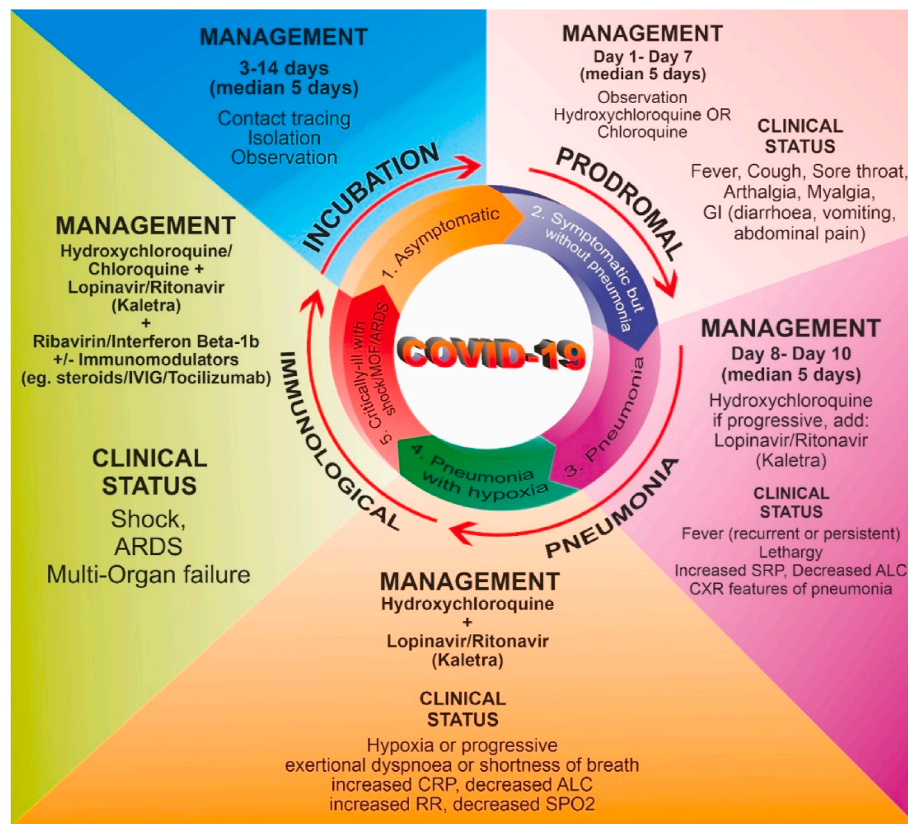 MANAGEMENT
3-14 days
(median 5 days)
Contact tracing
Isolation
Observation
MANAGEMENT
Day 1- Day 7
(median 5 days)
Observation
Hydroxychloroquine OR
Chloroquine
CLINICAL
STATUS
Fever, Cough, Sore throat,
Arthalgia, Myalgia,
GI (diarrhoea, vomiting,
abdominal pain)
MANAGEMENT
Day 8- Day 10
(median 5 days)
Hydroxychloroquine
if progressive, add:
Lopinavir/Ritonavir
(Kaletra)
CLINICAL
STATUS
Fever (recurrent or persistent)
Lethargy
Increased SRP, Decreased ALC
CXR features of pneumonia
MANAGEMENT
Hydroxychloroquine
+
Lopinavir/Ritonavir
(Kaletra)
CLINICAL
STATUS
Hypoxia or progressive
exertional dyspnoea or shortness of breath
increased CRP, decreased ALC
increased RR, decreased SPO2
MANAGEMENT
Hydroxychloroquine/
Chloroquine +
Lopinavir/Ritonavir
(Kaletra)
+
Ribavirin/Interferon Beta-1b
+/- Immunomodulators
(eg. steroids/IVIG/Tocilizumab)
CLINICAL
STATUS
Shock,
ARDS
Multi-Organ failure
INCUBATION
PRODROMAL
PNEUMONIA
IMMUNOLOGICAL
1. Asymptomatic
2. Symptomatic but
without pneumonia
3. Pneumonia
4. Pneumonia
with hypoxia
5. Critically-ill with
shock/MOF/ARDS
COVID-19